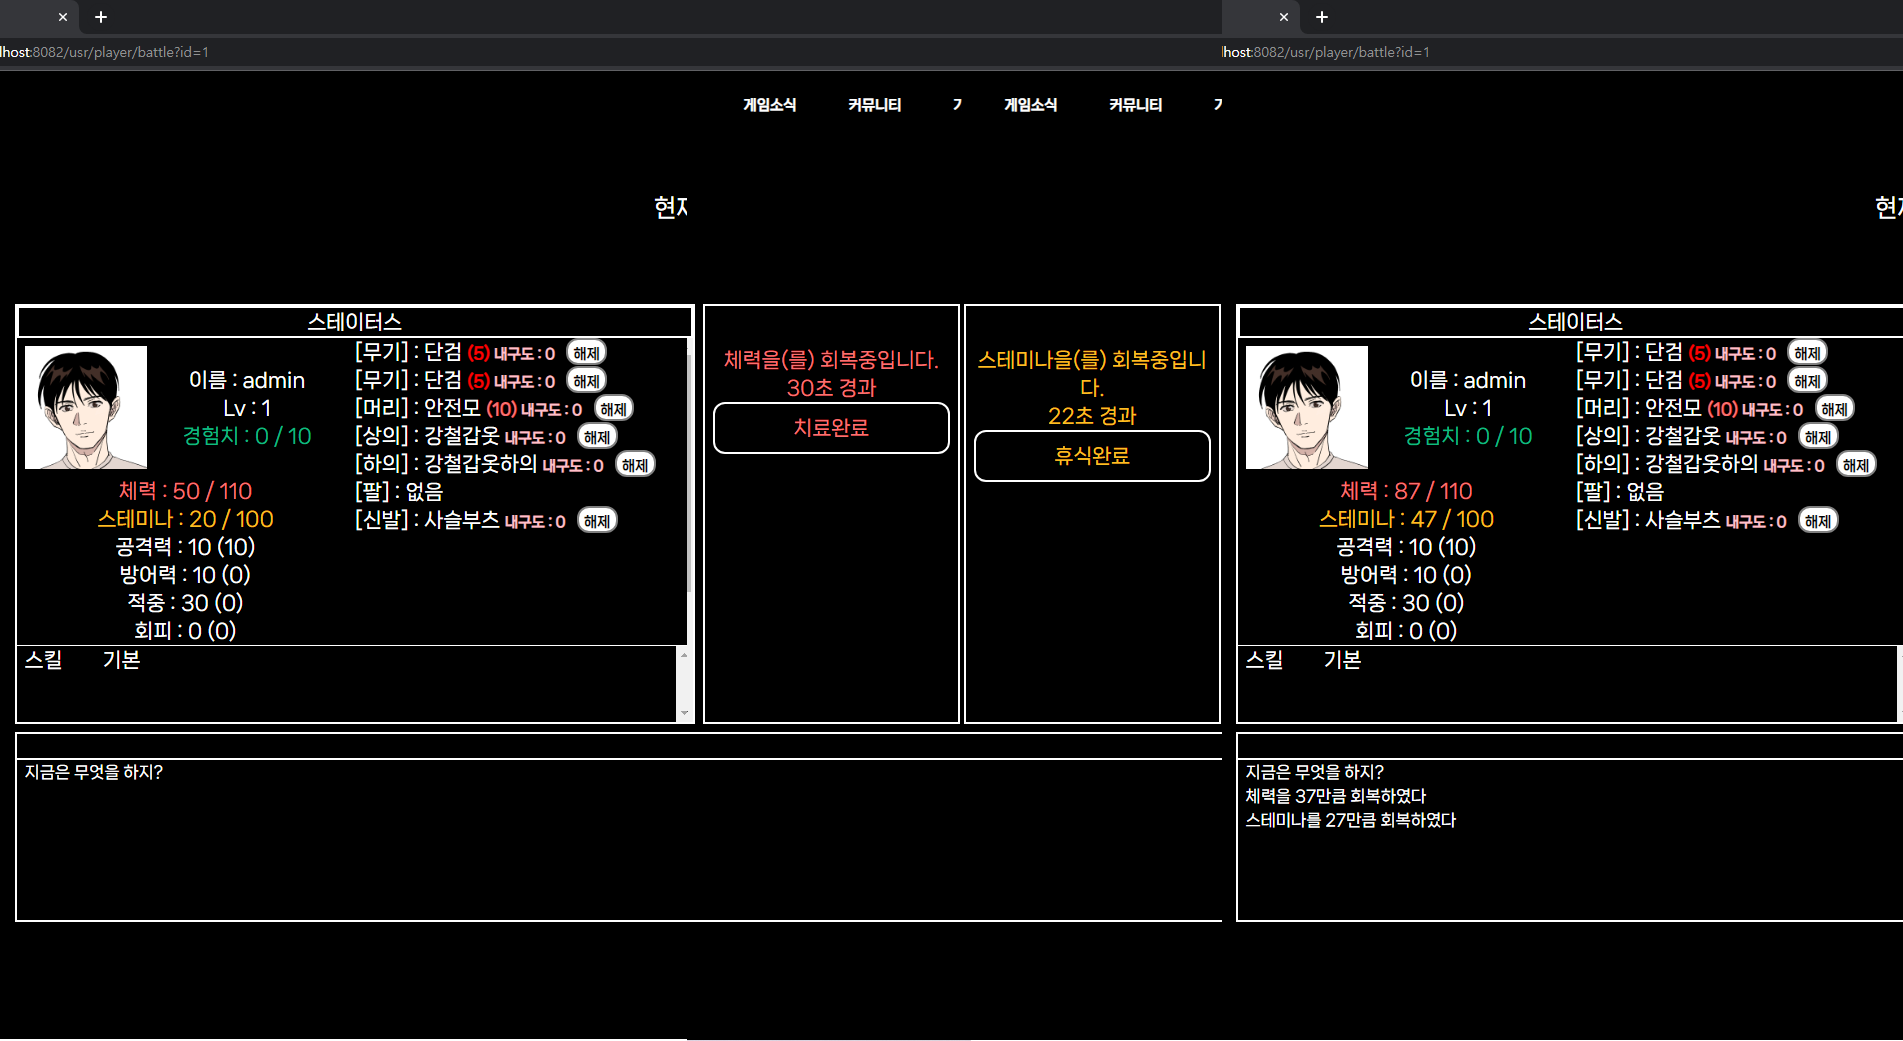 lhost:8082/usr/player/battle?id=1
게임소식 커뮤니티
스테이터스
이름 : admin
Lv : 1
경험치 : 0 / 10
체력 : 50 / 110
스테미나 : 20 / 100
공격력 : 10 (10)
방어력 : 10 (0)
적중 : 30 (0)
회피 : 0 (0)
[무기] : 단검 (5) 내구도 : 0 해제
[무기] : 단검 (5) 내구도 : 0 해제
[머리] : 안전모 (10) 내구도 : 0 해제
[상의] : 강철갑옷 내구도 : 0 해제
[하의] : 강철갑옷하의 내구도 : 0 해제
[팔] : 없음
[신발] : 사슬부츠 내구도 : 0 해제
스킬 기본
지금은 무엇을 하지?
체력을(를) 회복중입니다.
30초 경과
치료완료
게임소식 커뮤니티
스테미나을(를) 회복중입니
다.
22초 경과
휴식완료
lhost:8082/usr/player/battle?id=1
스테이터스
이름 : admin
Lv : 1
경험치 : 0 / 10
체력 : 87 / 110
스테미나 : 47 / 100
공격력 : 10 (10)
방어력 : 10 (0)
적중 : 30 (0)
회피 : 0 (0)
[무기] : 단검 (5) 내구도 : 0 해제
[무기] : 단검 (5) 내구도 : 0 해제
[머리] : 안전모 (10) 내구도 : 0 해제
[상의] : 강철갑옷 내구도 : 0 해제
[하의] : 강철갑옷하의 내구도 : 0 해제
[팔] : 없음
[신발] : 사슬부츠 내구도 : 0 해제
스킬 기본
지금은 무엇을 하지?
체력을 37만큼 회복하였다
스테미나를 27만큼 회복하였다